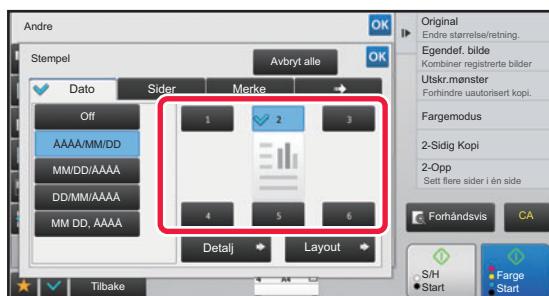 Andre
OK
Stempel
Avbryt alle
OK
Dato
Sider
Merke
Off
ÅÅÅÅ/MM/DD
MM/DD/ÅÅÅÅ
DD/MM/ÅÅÅÅ
MM DD, ÅÅÅÅ
1
2
3
4
5
6
Detalj
Layout
Tilbake
A4
Original
Endre størrelse/retning.
Egendef. bilde
Kombiner registrerte bilder
Utskr.mønster
Forhindre uautorisert kopi.
Fargemodus
2-Sidig Kopi
2-Opp
Sett flere sider i én side
Forhåndsvis
CA
S/H
Start
Farge
Start